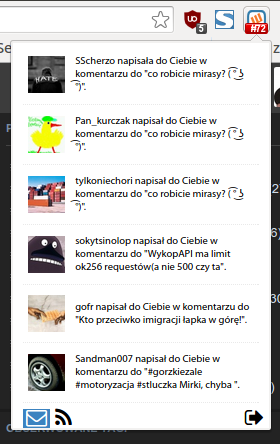 5
#72
SScherzo napisała do Ciebie w
komentarzu do "co robicie mirasy? ( ͡° ͜ʖ
͡°)".
Pan_kurczak napisał do Ciebie w
komentarzu do "co robicie mirasy? ( ͡° ͜ʖ
͡°)".
tylkoniechori napisał do Ciebie w
komentarzu do "co robicie mirasy? ( ͡° ͜ʖ
͡°)".
sokytsinolop napisał do Ciebie w
komentarzu do "WykopAPI ma limit
ok256 requestów(a nie 500 czy ta".
gofr napisał do Ciebie w komentarzu do
"Kto przeciwko imigracji łapka w górę!".
Sandman007 napisał do Ciebie w
komentarzu do "#gorzkiezale
#motoryzacja #stluczka Mirki, chyba ".